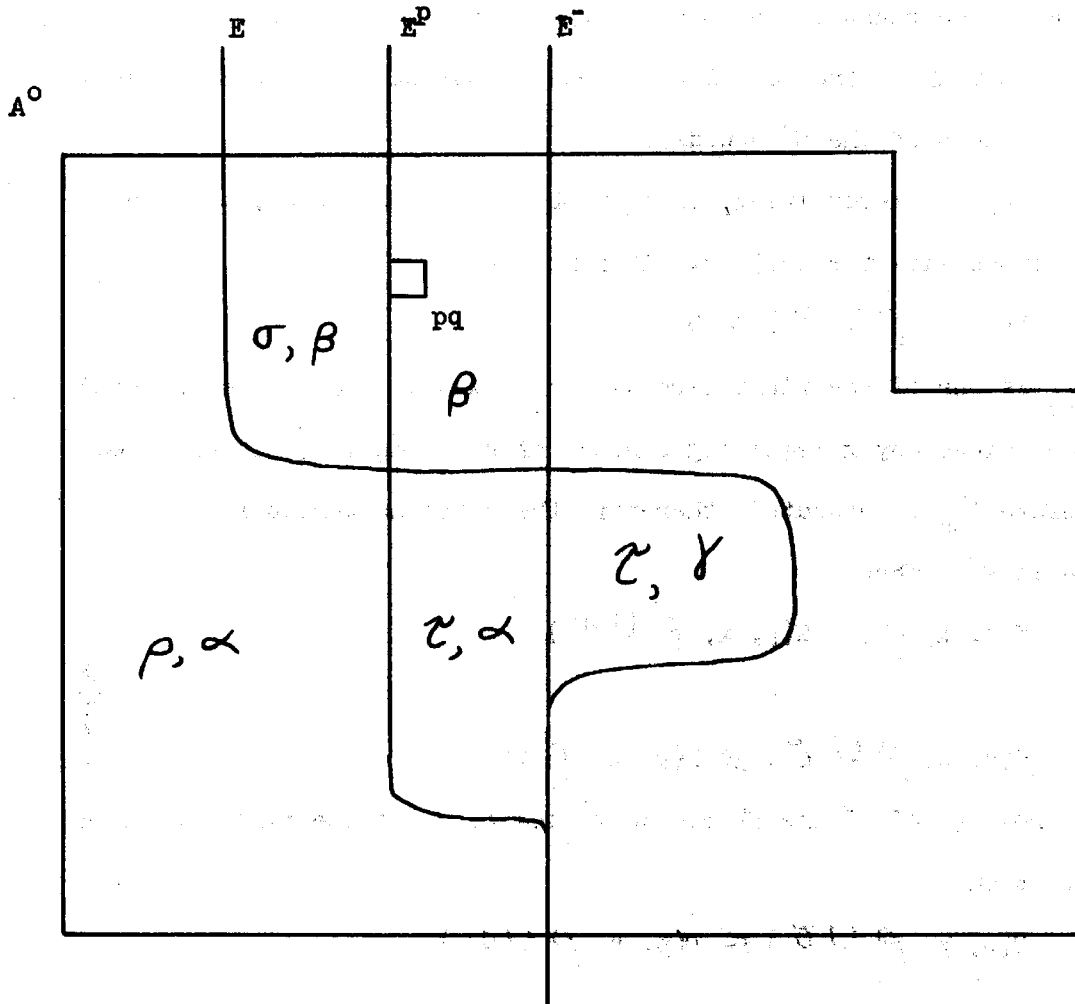 E E^p E^-
A^o
pq
σ, β
β
τ, γ
ρ, α
τ, α